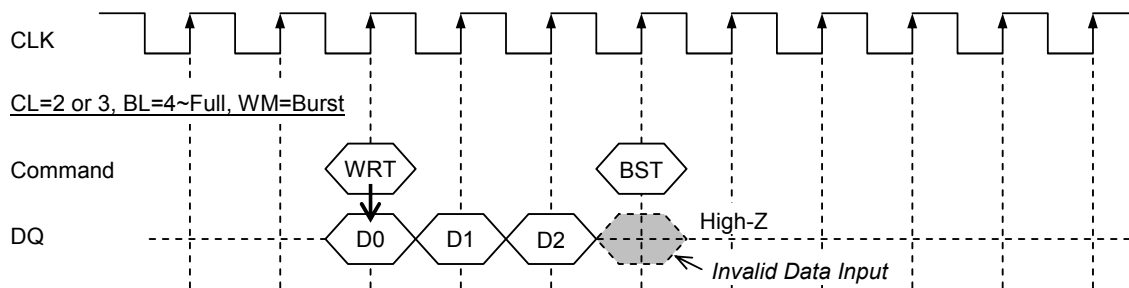 CLK
CL=2 or 3, BL=4~Full, WM=Burst
Command WRT BST
High-Z
DQ D0 D1 D2
Invalid Data Input